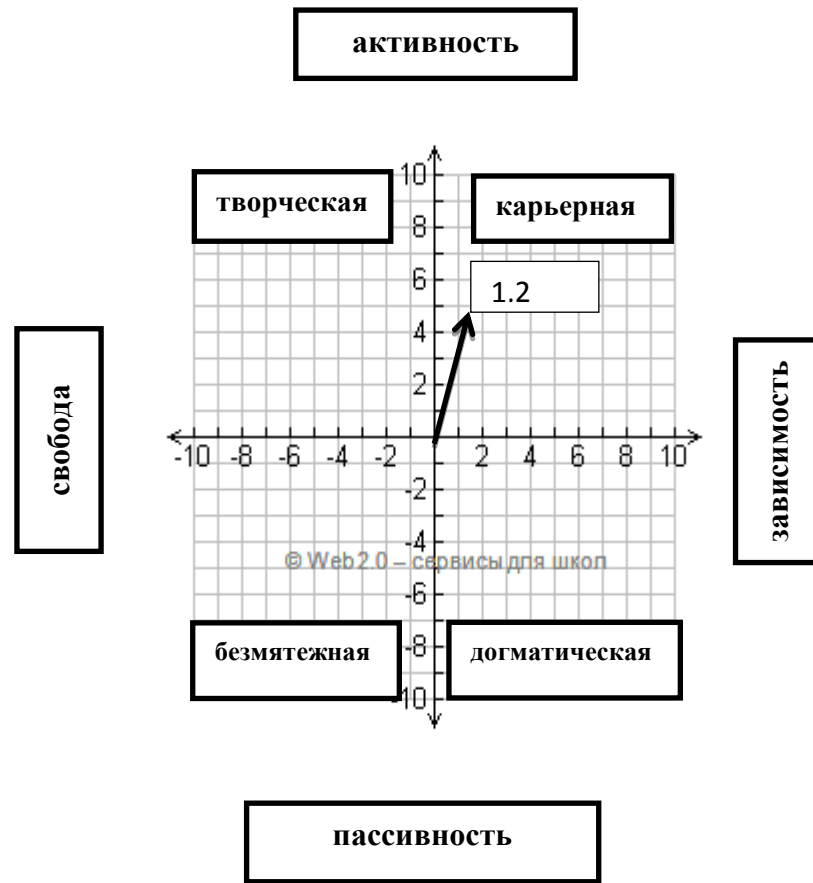 активность
творческая
карьерная
10
8
6
1.2
4
2
свобода
зависимость
-10 -8 -6 -4 -2 2 4 6 8 10
-2
-4
© Web2.0 – сервисы для школ
-6
безмятежная
-8
догматическая
10
пассивность